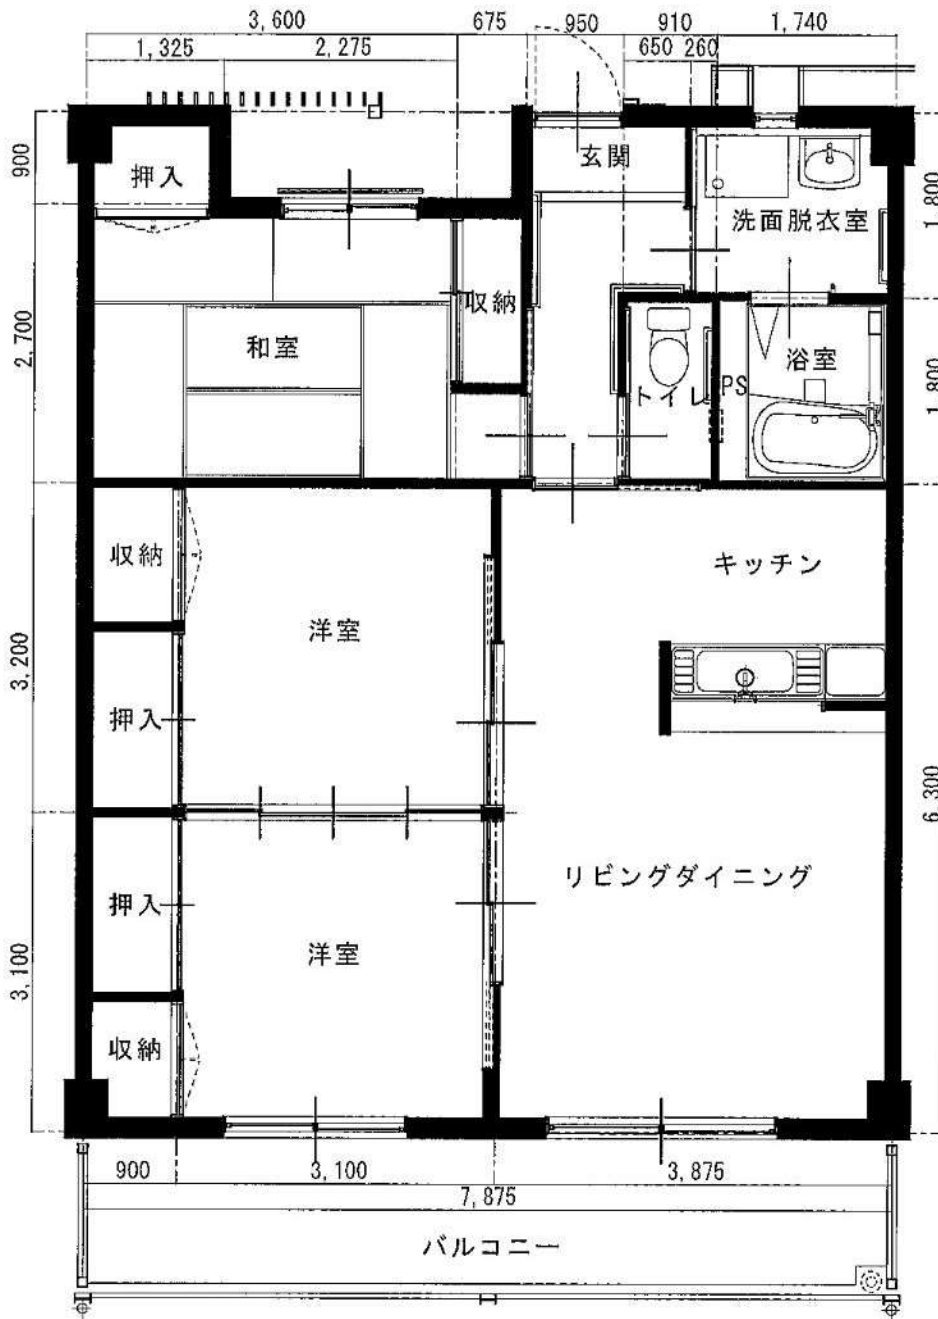 3,600
675
950
910
1,740
1,325
2,275
650
260
900
押入
玄関
洗面脱衣室
1,800
2,700
和室
収納
トイレ
PS
浴室
1,800
収納
洋室
キッチン
3,200
押入
6,300
リビングダイニング
押入
洋室
3,100
収納
900
3,100
3,875
7,875
バルコニー